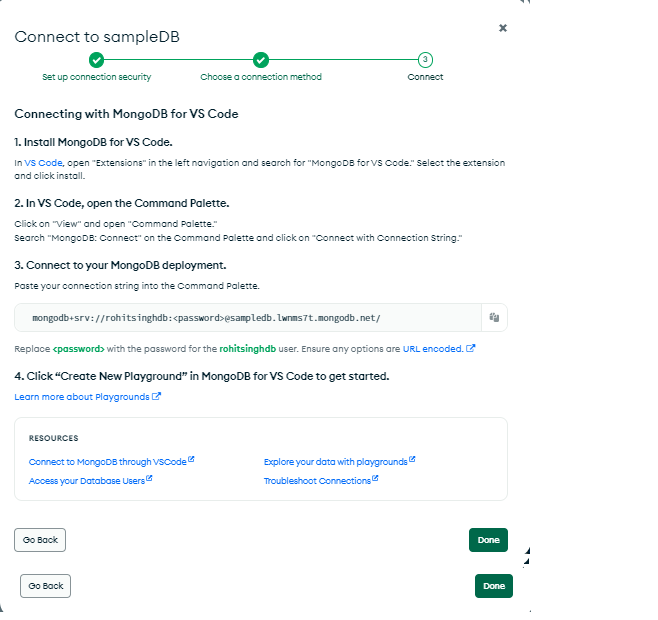 Connect to sampleDB
3
Set up connection security
Choose a connection method
Connect
Connecting with MongoDB for VS Code
1. Install MongoDB for VS Code.
In VS Code, open "Extensions" in the left navigation and search for "MongoDB for VS Code." Select the extension
and click install.
2. In VS Code, open the Command Palette.
Click on "View" and open "Command Palette."
Search "MongoDB: Connect" on the Command Palette and click on "Connect with Connection String."
3. Connect to your MongoDB deployment.
Paste your connection string into the Command Palette.
mongodb+srv://rohitsinghdb:<password>@sampledb.lwnms7t.mongodb.net/
Replace <password> with the password for the rohitsinghdb user. Ensure any options are URL encoded.
4. Click “Create New Playground” in MongoDB for VS Code to get started.
Learn more about Playgrounds
RESOURCES
Connect to MongoDB through VSCode
Explore your data with playgrounds
Access your Database Users
Troubleshoot Connections
Go Back
Done
Go Back
Done